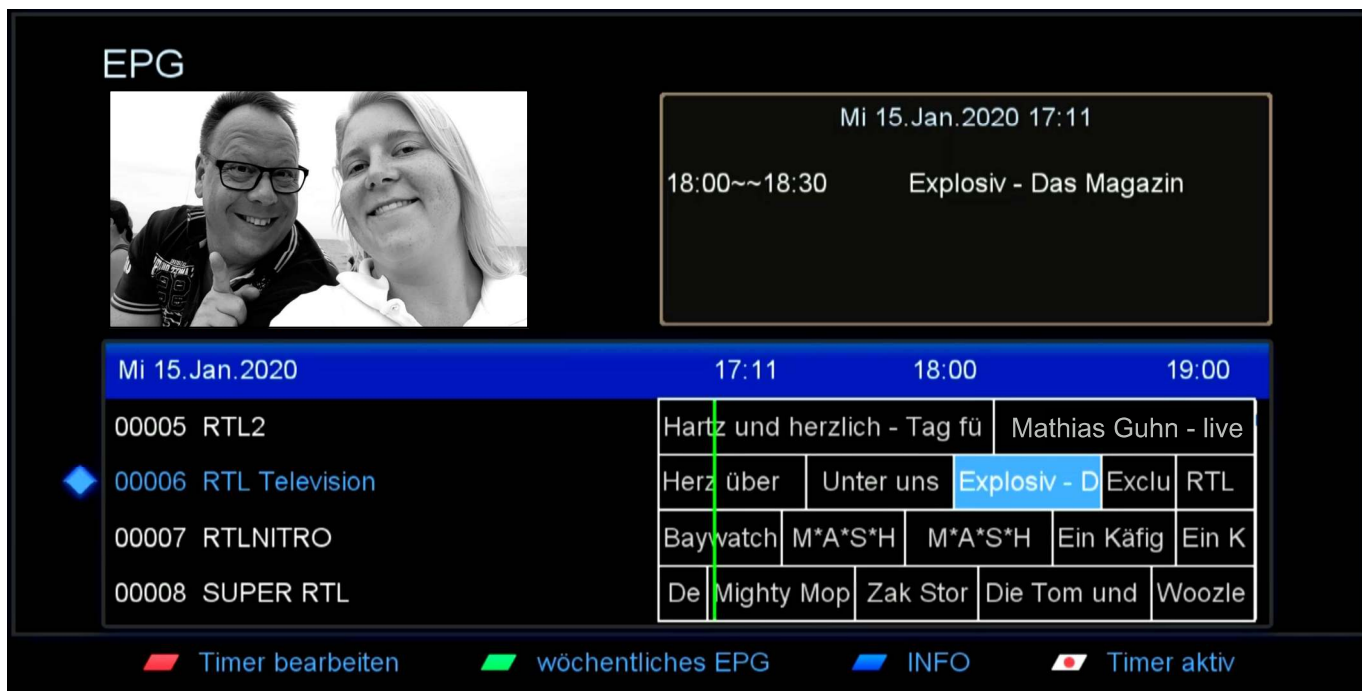 EPG
Mi 15.Jan.2020 17:11
18:00~~18:30 Explosiv - Das Magazin
Mi 15.Jan.2020 17:11 18:00 19:00
00005 RTL2 Hartz und herzlich - Tag fü Mathias Guhn - live
00006 RTL Television Herz über Unter uns Explosiv - D Exclu RTL
00007 RTLNITRO Baywatch M*A*S*H M*A*S*H Ein Käfig Ein K
00008 SUPER RTL De Mighty Mop Zak Stor Die Tom und Woozle
Timer bearbeiten wöchentliches EPG INFO Timer aktiv